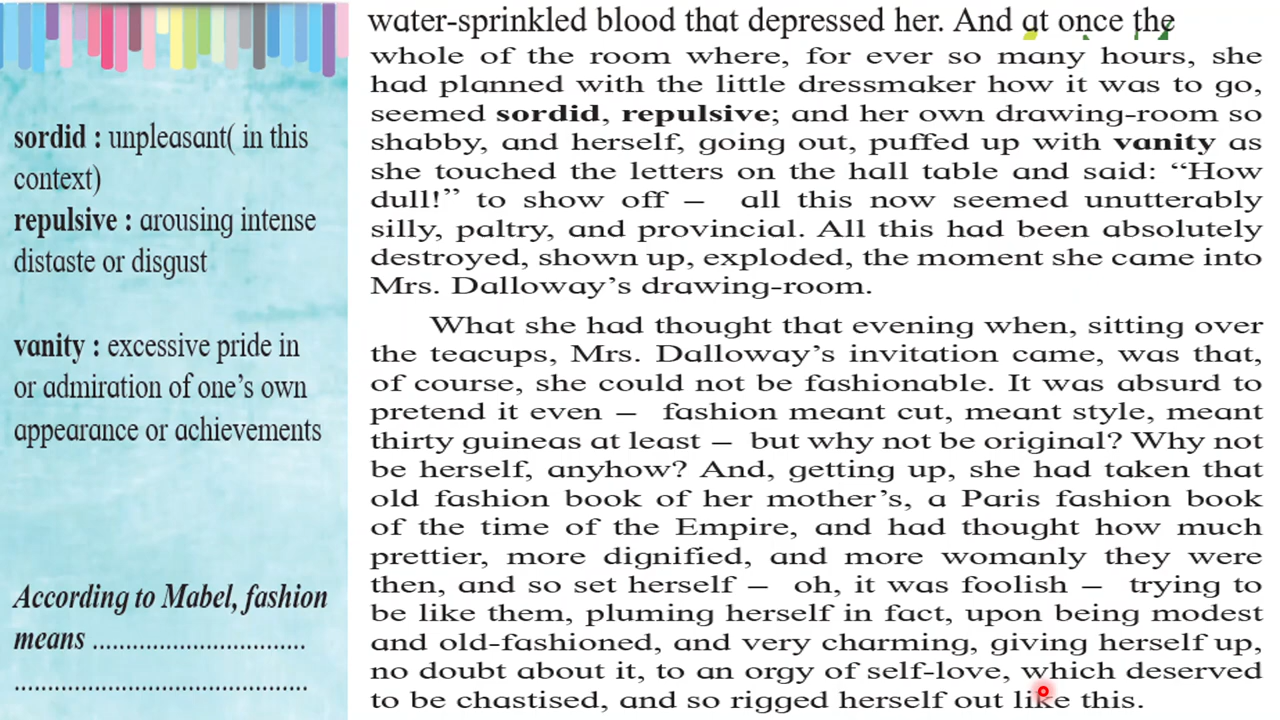 water-sprinkled blood that depressed her. And at once the
whole of the room where, for ever so many hours, she
had planned with the little dressmaker how it was to go,
seemed sordid, repulsive; and her own drawing-room so
shabby, and herself, going out, puffed up with vanity as
she touched the letters on the hall table and said: “How
dull!” to show off – all this now seemed unutterably
silly, paltry, and provincial. All this had been absolutely
destroyed, shown up, exploded, the moment she came into
Mrs. Dalloway’s drawing-room.
What she had thought that evening when, sitting over
the teacups, Mrs. Dalloway’s invitation came, was that,
of course, she could not be fashionable. It was absurd to
pretend it even – fashion meant cut, meant style, meant
thirty guineas at least – but why not be original? Why not
be herself, anyhow? And, getting up, she had taken that
old fashion book of her mother’s, a Paris fashion book
of the time of the Empire, and had thought how much
prettier, more dignified, and more womanly they were
then, and so set herself – oh, it was foolish – trying to
be like them, pluming herself in fact, upon being modest
and old-fashioned, and very charming, giving herself up,
no doubt about it, to an orgy of self-love, which deserved
to be chastised, and so rigged herself out like this.
sordid : unpleasant( in this
context)
repulsive : arousing intense
distaste or disgust
vanity : excessive pride in
or admiration of one’s own
appearance or achievements
According to Mabel, fashion
means ................................
............................................